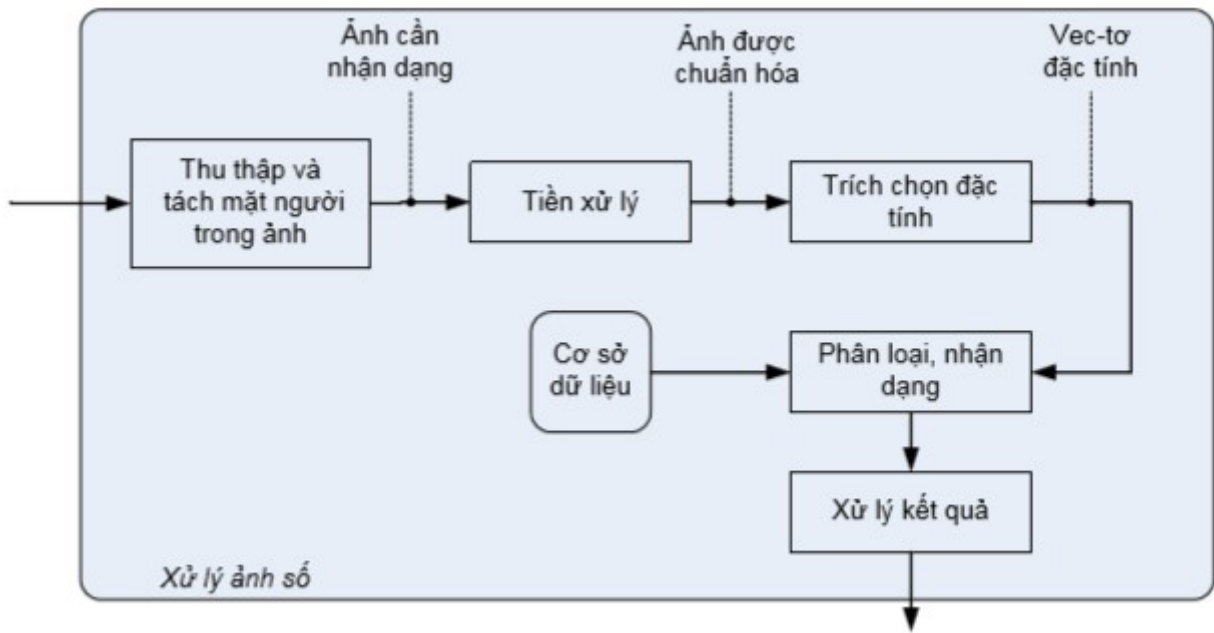 Ảnh cần
nhận dạng
Ảnh được
chuẩn hóa
Vec-tơ
đặc tính
Thu thập và
tách mặt người
trong ảnh
Tiền xử lý
Trích chọn đặc
tính
Cơ sở
dữ liệu
Phân loại, nhận
dạng
Xử lý kết quả
Xử lý ảnh số